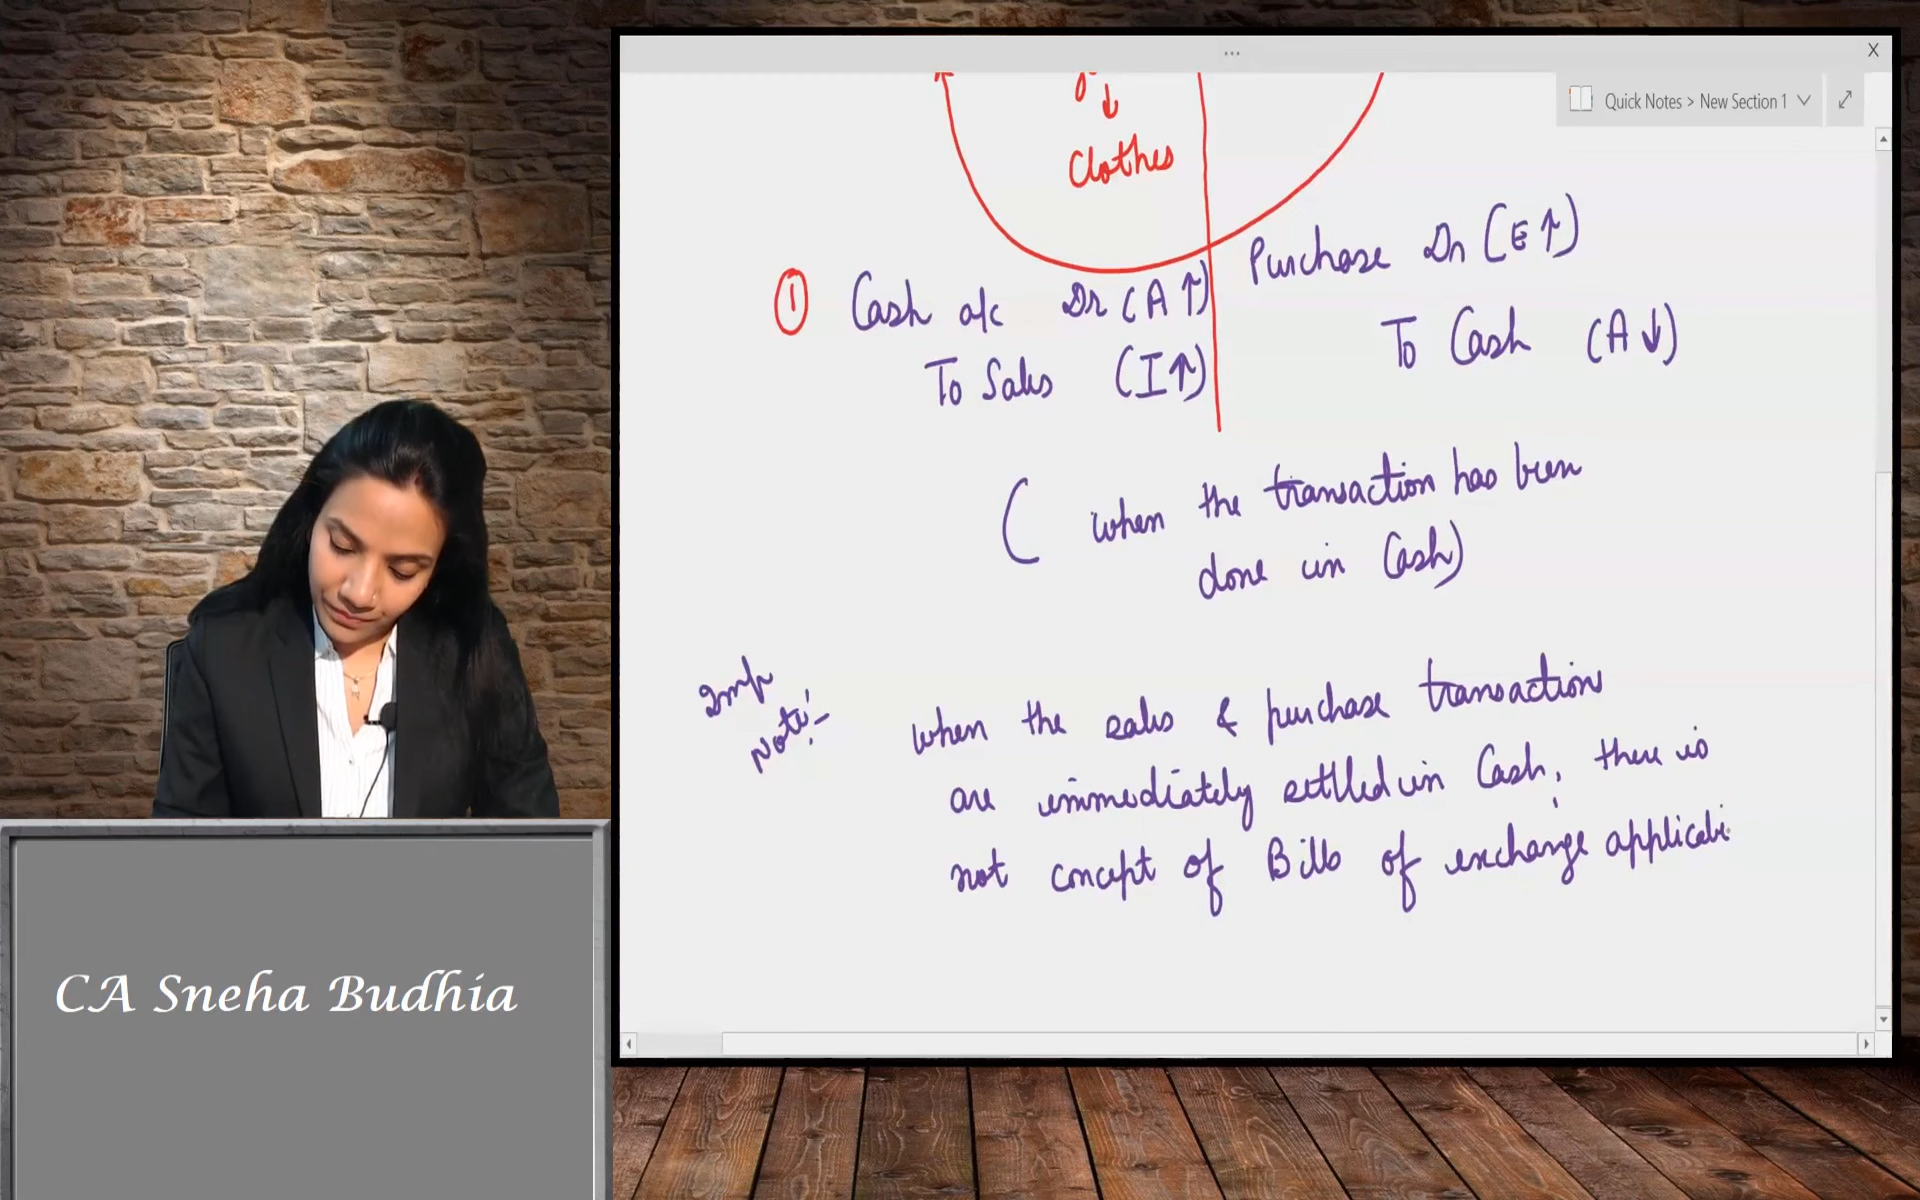 Quick Notes > New Section 1
X
Clothes
① Cash a/c Dr (A↑)
To Sales (I↑)
Purchase Dr (E↑)
To Cash (A↓)
( when the transaction has been
done in Cash)
Imp
Note:-
when the sales & purchase transactions
are immediately settled in Cash, there is
not concept of Bills of exchange applicabl
CA Sneha Budhia